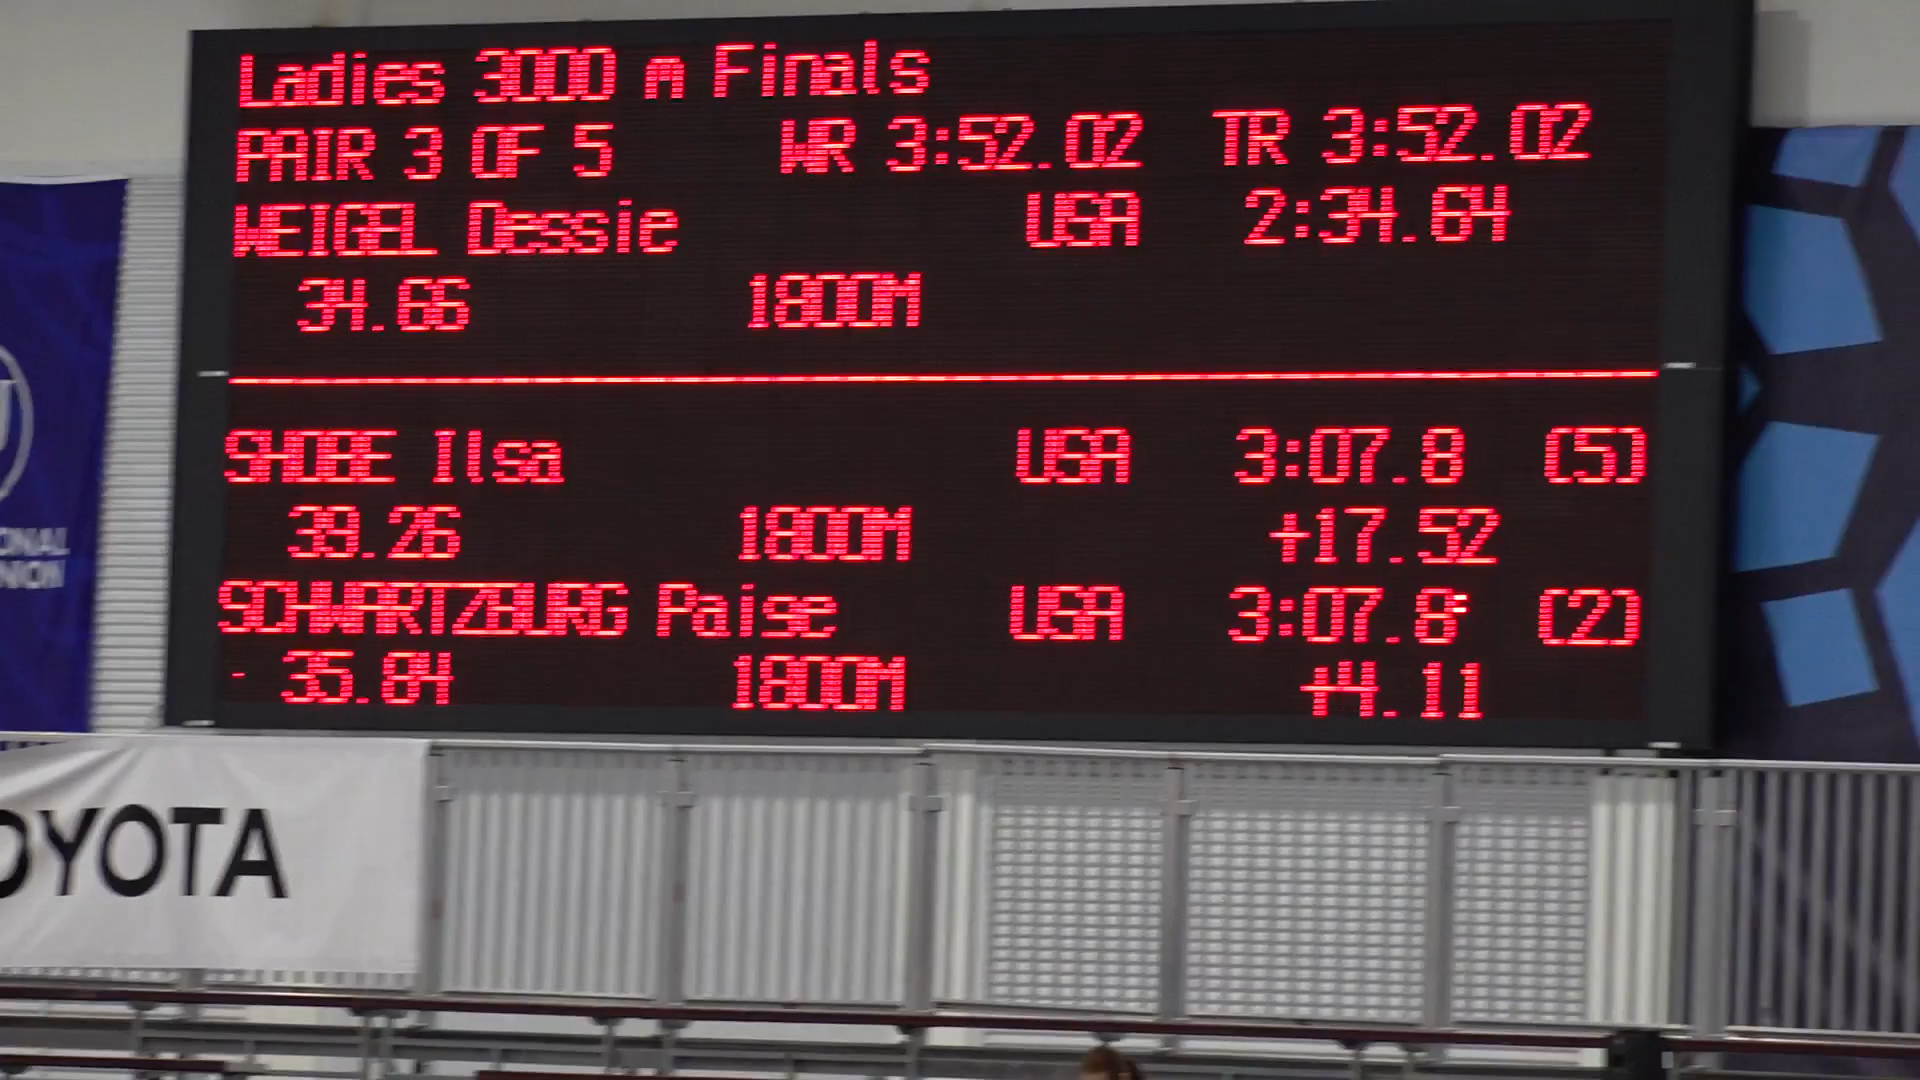 Ladies 3000 m Finals
PAIR 3 OF 5 WR 3:52.02 TR 3:52.02
WEIGEL Dessie USA 2:34.64
34.66 1800M
SHOBE Ilsa USA 3:07.8 (5)
39.26 1800M +17.52
SCHWARTZBURG Paise USA 3:07.8 (2)
- 35.84 1800M +4.11
ONAL
NION
OYOTA